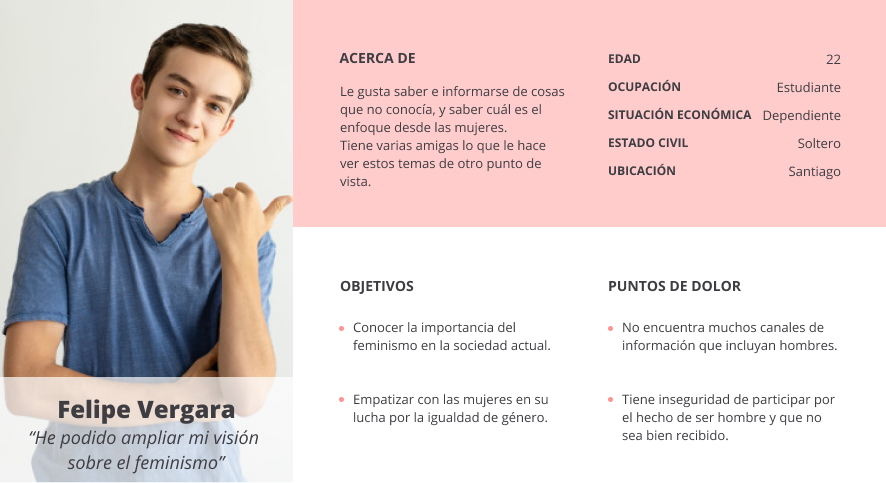 ACERCA DE
Le gusta saber e informarse de cosas
que no conocía, y saber cuál es el
enfoque desde las mujeres.
Tiene varias amigas lo que le hace
ver estos temas de otro punto de
vista.
EDAD 22
OCUPACIÓN Estudiante
SITUACIÓN ECONÓMICA Dependiente
ESTADO CIVIL Soltero
UBICACIÓN Santiago
OBJETIVOS
Conocer la importancia del
feminismo en la sociedad actual.
Empatizar con las mujeres en su
lucha por la igualdad de género.
PUNTOS DE DOLOR
No encuentra muchos canales de
información que incluyan hombres.
Tiene inseguridad de participar por
el hecho de ser hombre y que no
sea bien recibido.
Felipe Vergara
“He podido ampliar mi visión
sobre el feminismo”